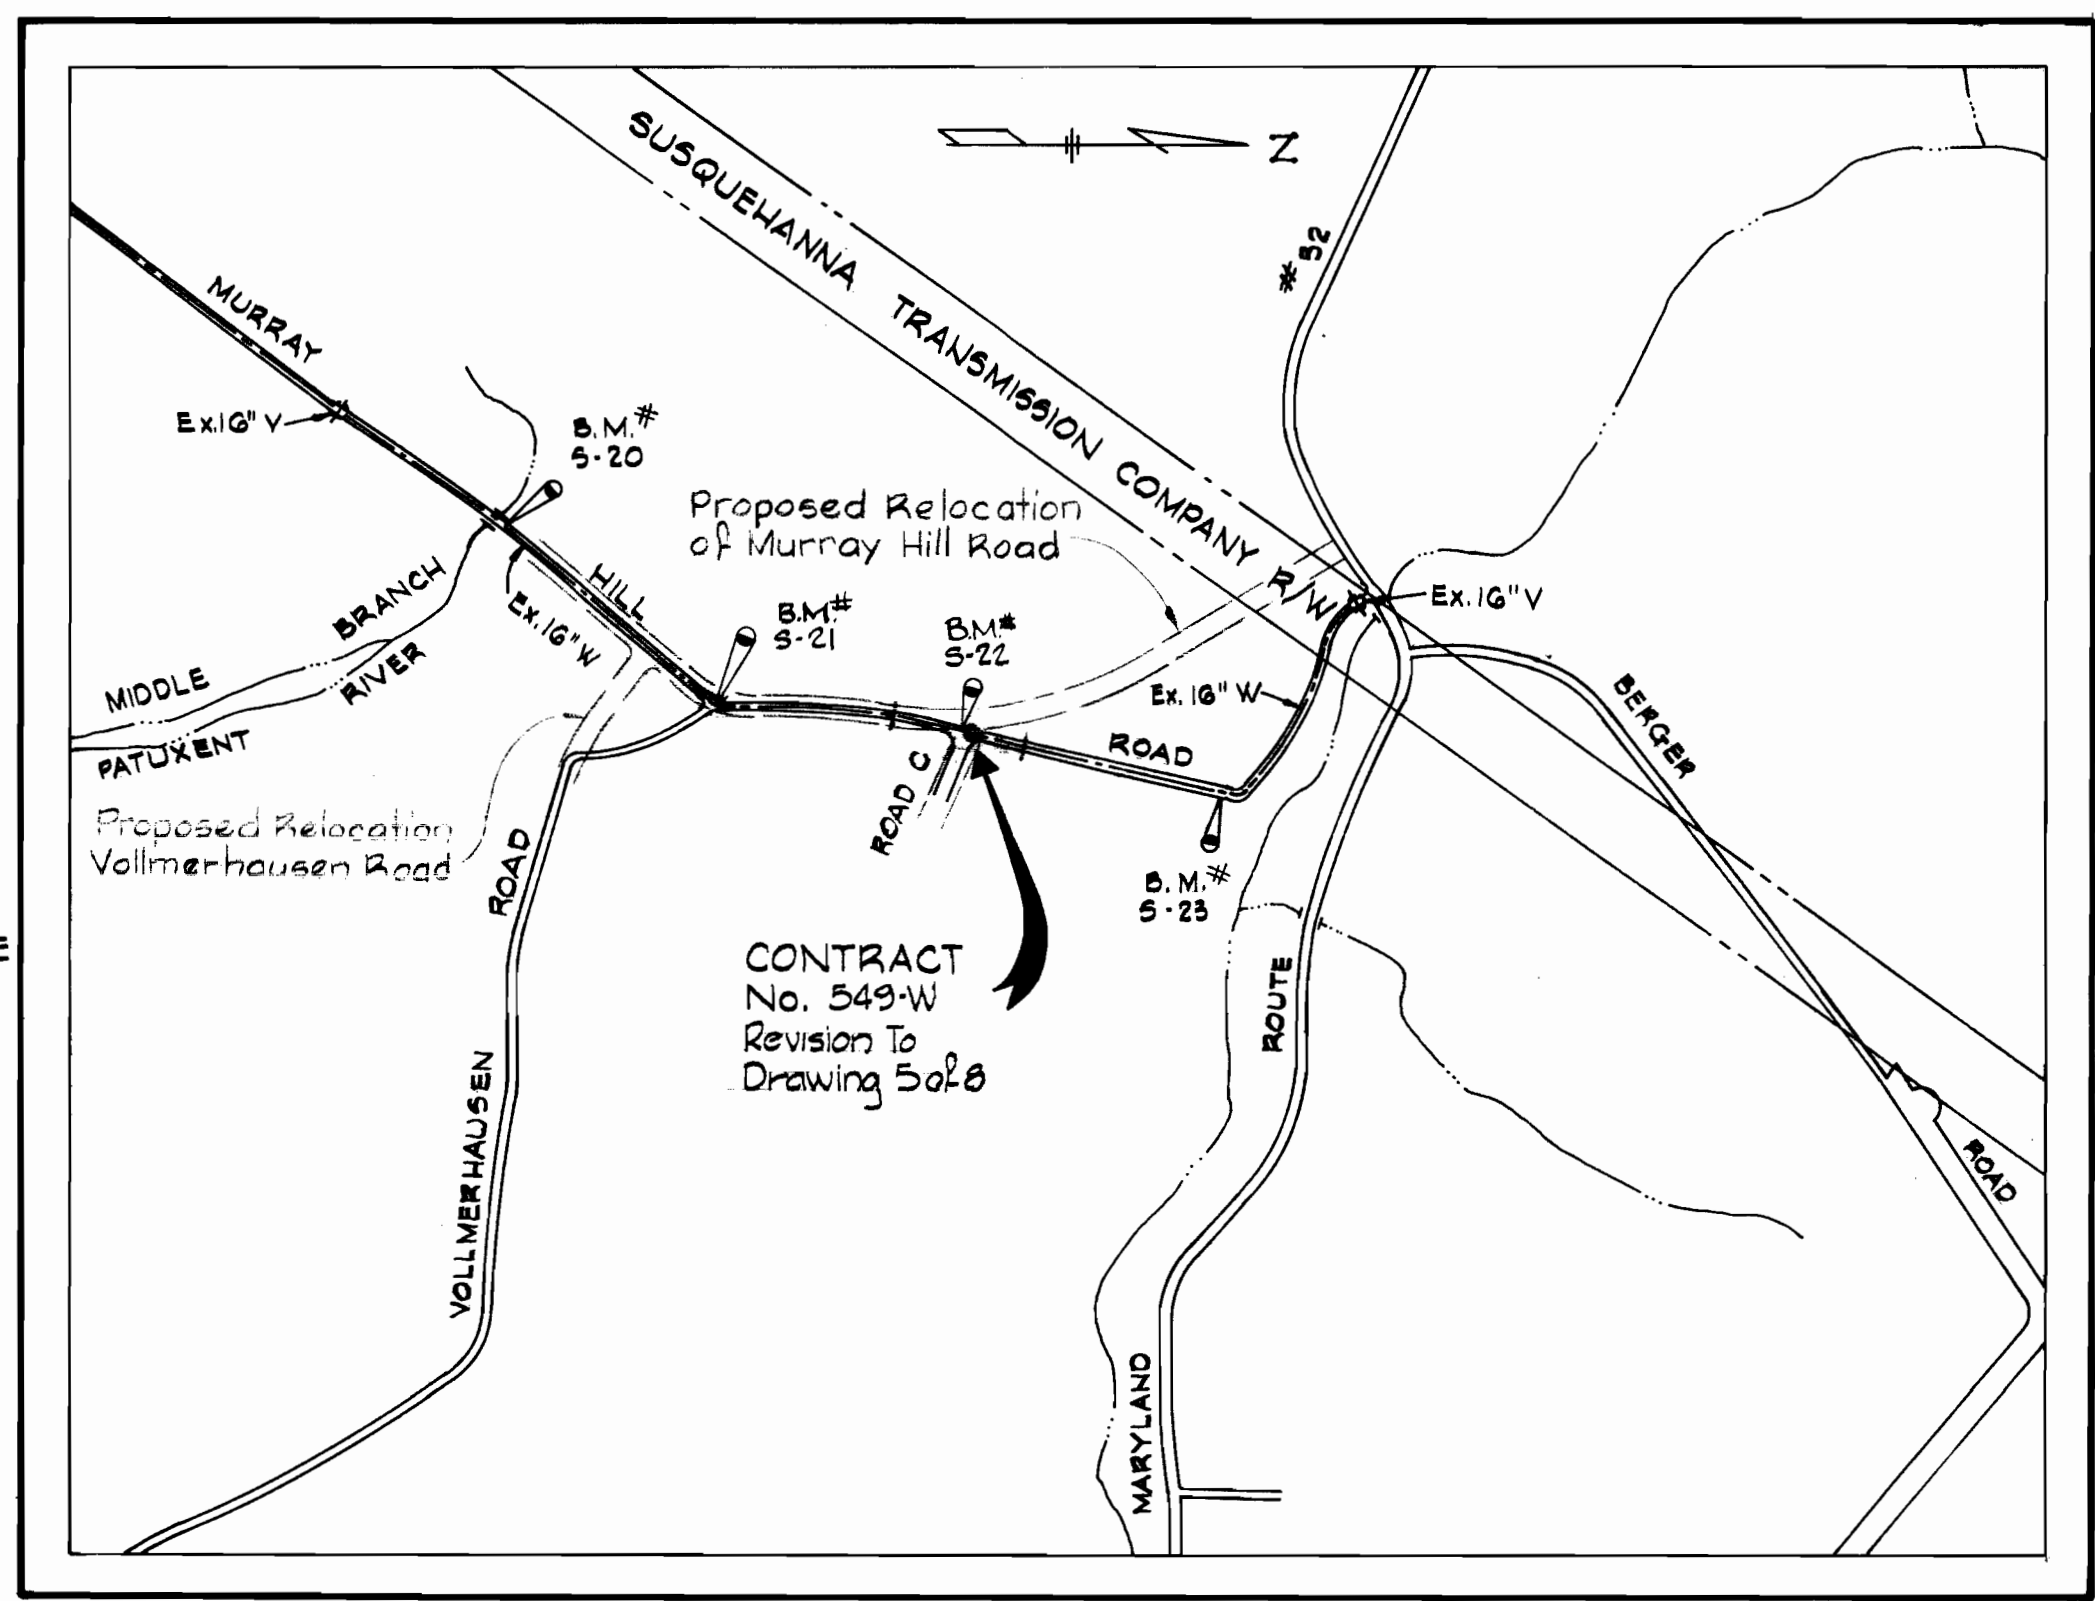 SUSQUEHANNA TRANSMISSION COMPANY R/W
Z
# 32
MURRAY
Ex.16" V
B.M.#
S-20
Proposed Relocation
of Murray Hill Road
HILL
Ex.16" W
BRANCH
MIDDLE
RIVER
PATUXENT
B.M.#
S-21
B.M.#
S-22
Ex.16" V
Ex.16" W
ROAD
BERGER
ROAD C
Proposed Relocation
Vollmerhausen Road
ROAD
B.M.#
S-23
CONTRACT
No. 549-W
Revision To
Drawing 5 of 8
ROUTE
VOLLMERHAUSEN
ROAD
MARYLAND